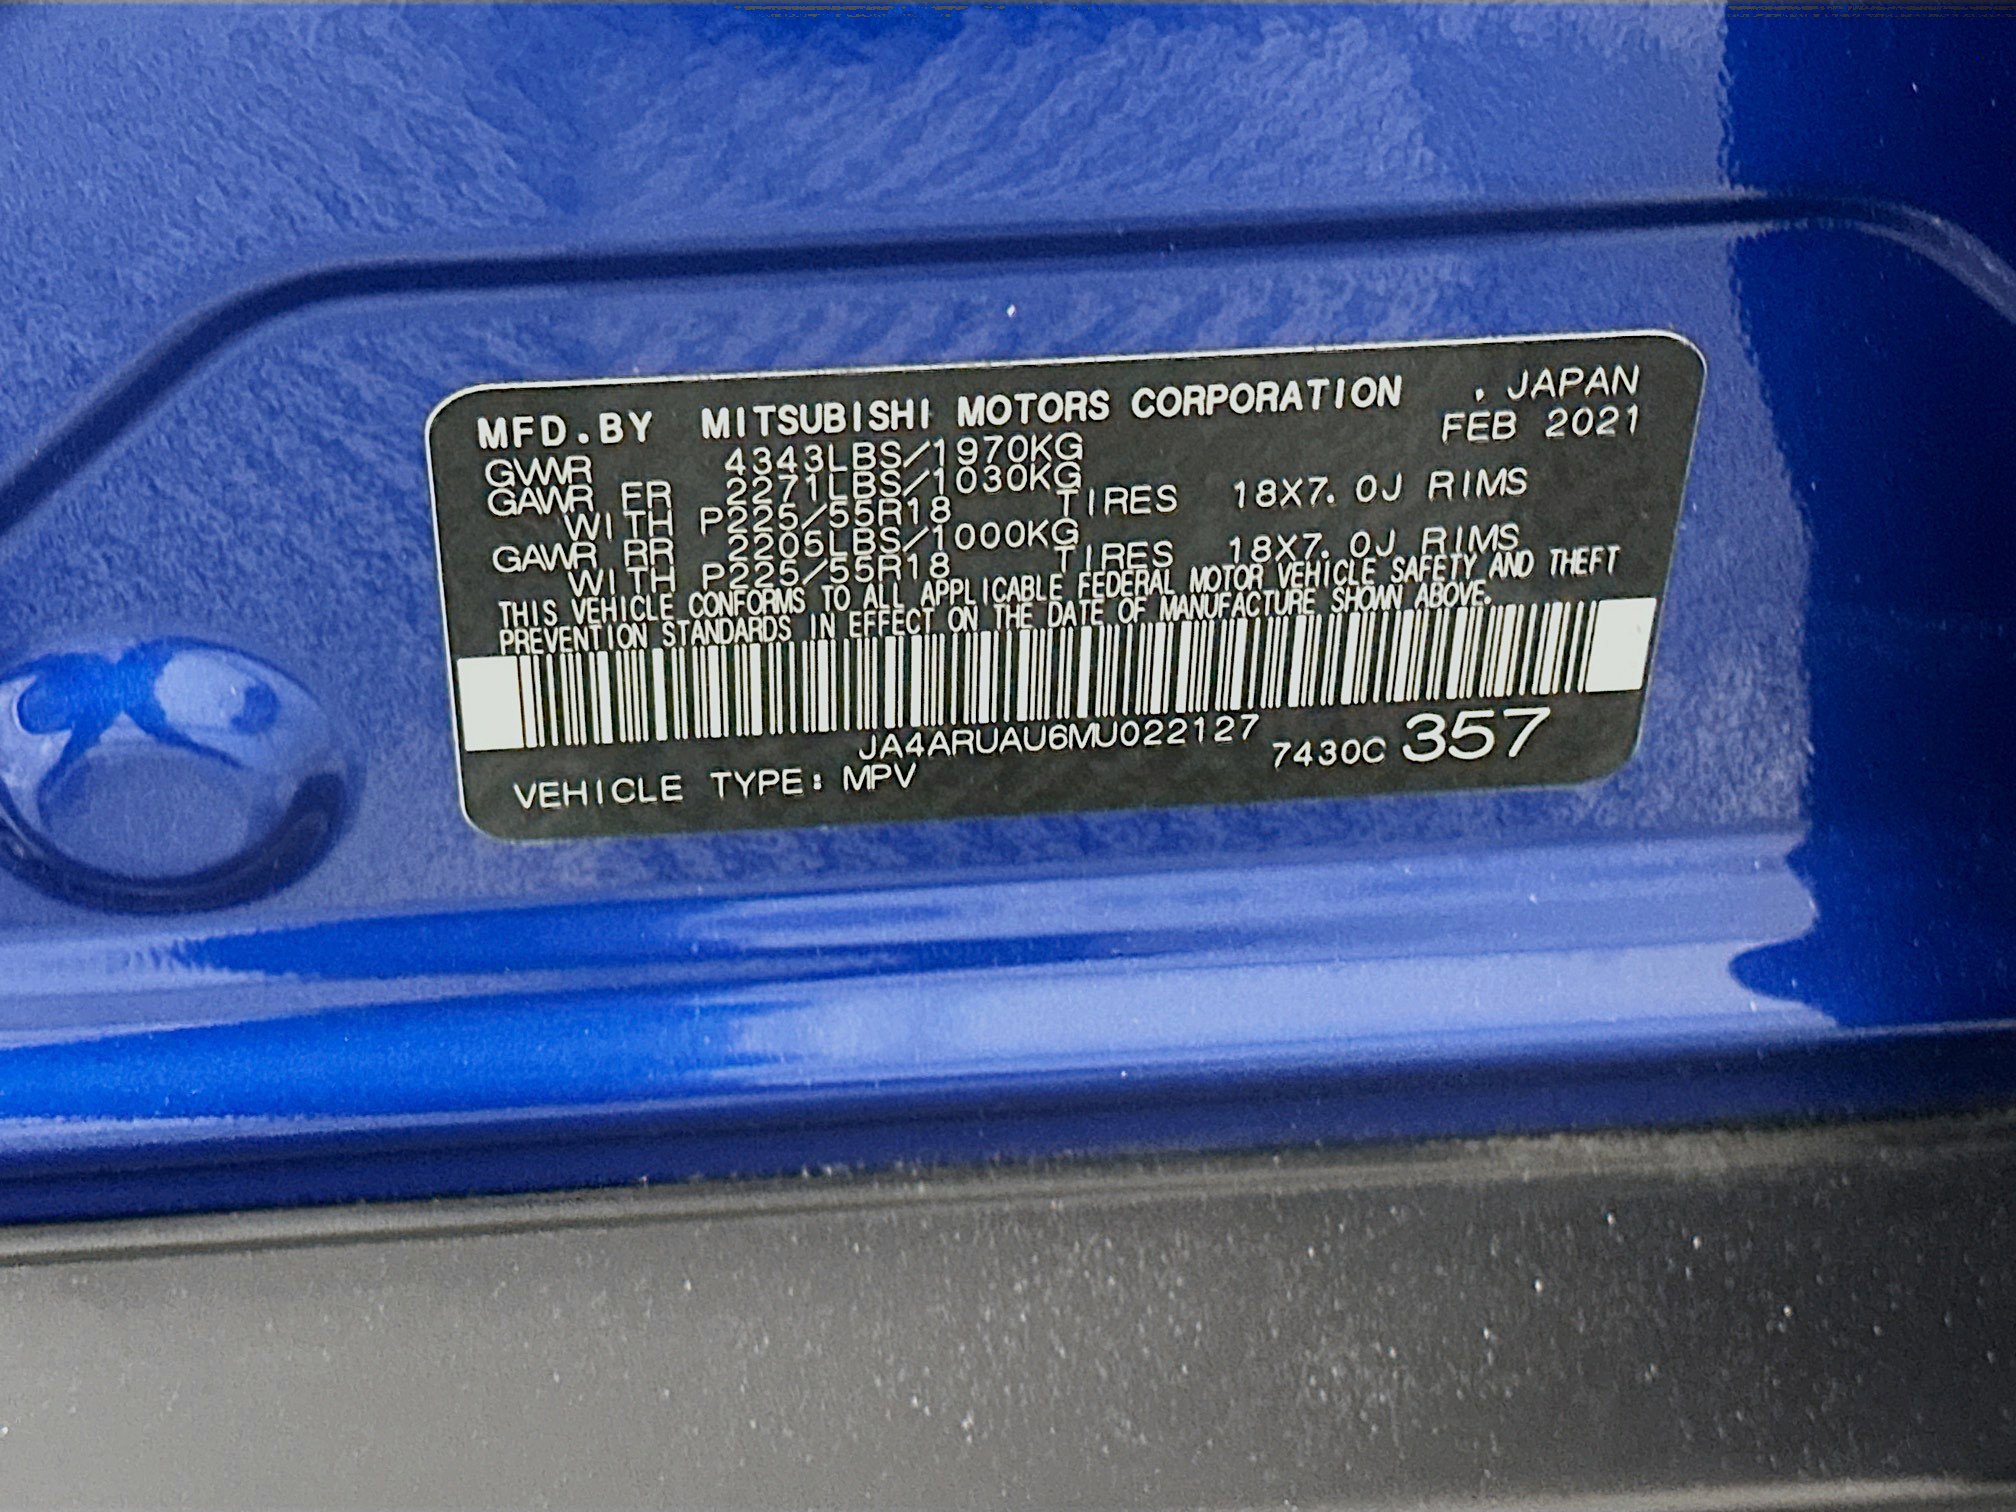 MFD.BY MITSUBISHI MOTORS CORPORATION , JAPAN
FEB 2021
GVWR 4343LBS/1970KG
GAWR FR 2271LBS/1030KG
WITH P225/55R18 TIRES 18X7.0J RIMS
GAWR RR 2205LBS/1000KG
WITH P225/55R18 TIRES 18X7.0J RIMS
THIS VEHICLE CONFORMS TO ALL APPLICABLE FEDERAL MOTOR VEHICLE SAFETY AND THEFT
PREVENTION STANDARDS IN EFFECT ON THE DATE OF MANUFACTURE SHOWN ABOVE.
JA4ARUAU6MU022127 7430C 357
VEHICLE TYPE: MPV